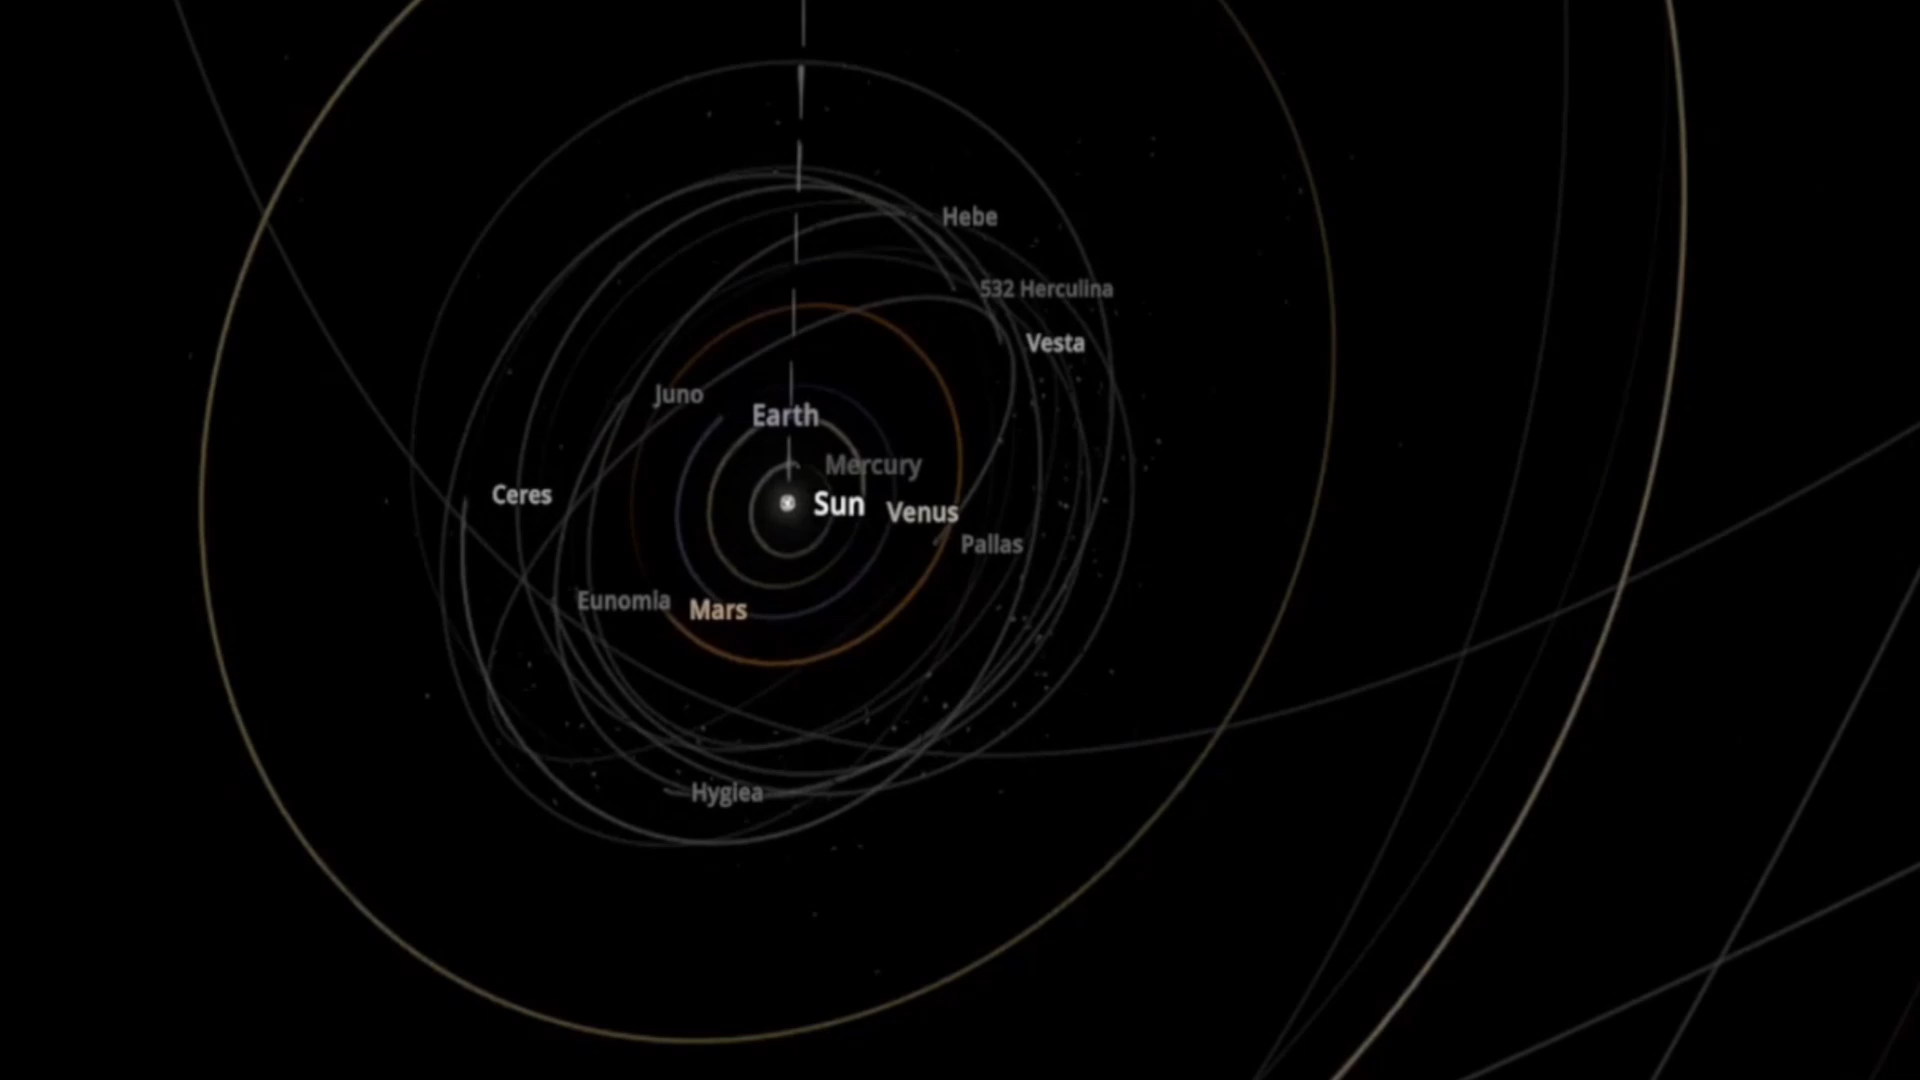 Hebe
532 Herculina
Vesta
Juno
Earth
Mercury
Ceres
Sun
Venus
Pallas
Eunomia
Mars
Hygiea